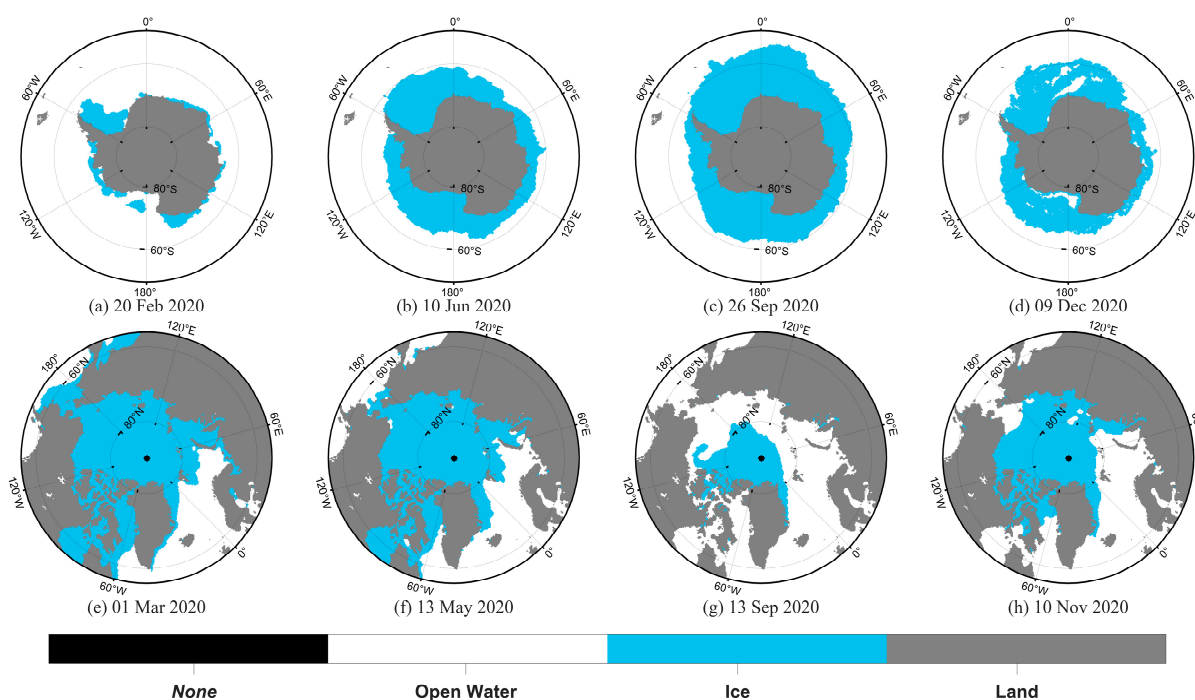 0° 0° 0° 0°
60°W 60°E 60°W 60°E 60°W 60°E 60°W 60°E
80°S 80°S 80°S 80°S
120°W 120°E 120°W 120°E 120°W 120°E 120°W 120°E
60°S 60°S 60°S 60°S
180° 180° 180° 180°
(a) 20 Feb 2020 (b) 10 Jun 2020 (c) 26 Sep 2020 (d) 09 Dec 2020
120°E 120°E 120°E 120°E
180° 60°N 180° 60°N 180° 60°N 180° 60°N
80°N 60°E 80°N 60°E 80°N 60°E 80°N 60°E
120°W 120°W 120°W 120°W
0° 0° 0° 0°
60°W 60°W 60°W 60°W
(e) 01 Mar 2020 (f) 13 May 2020 (g) 13 Sep 2020 (h) 10 Nov 2020
None Open Water Ice Land